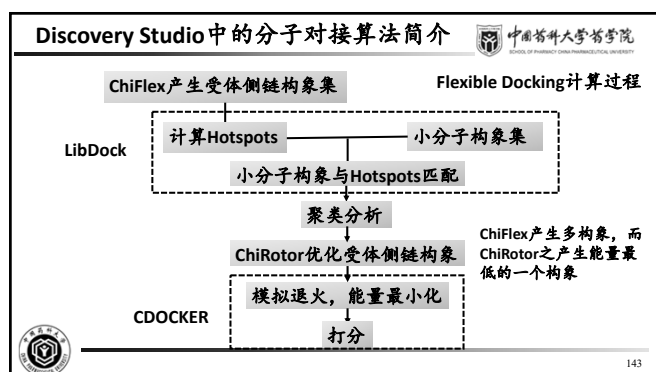 Discovery Studio中的分子对接算法简介
中国药科大学药学院
SCHOOL OF PHARMACY CHINA PHARMACEUTICAL UNIVERSITY
ChiFlex产生受体侧链构象集
Flexible Docking计算过程
计算Hotspots
小分子构象集
LibDock
小分子构象与Hotspots匹配
聚类分析
ChiFlex产生多构象，而
ChiRotor之产生能量最
低的一个构象
ChiRotor优化受体侧链构象
模拟退火，能量最小化
CDOCKER
打分
143